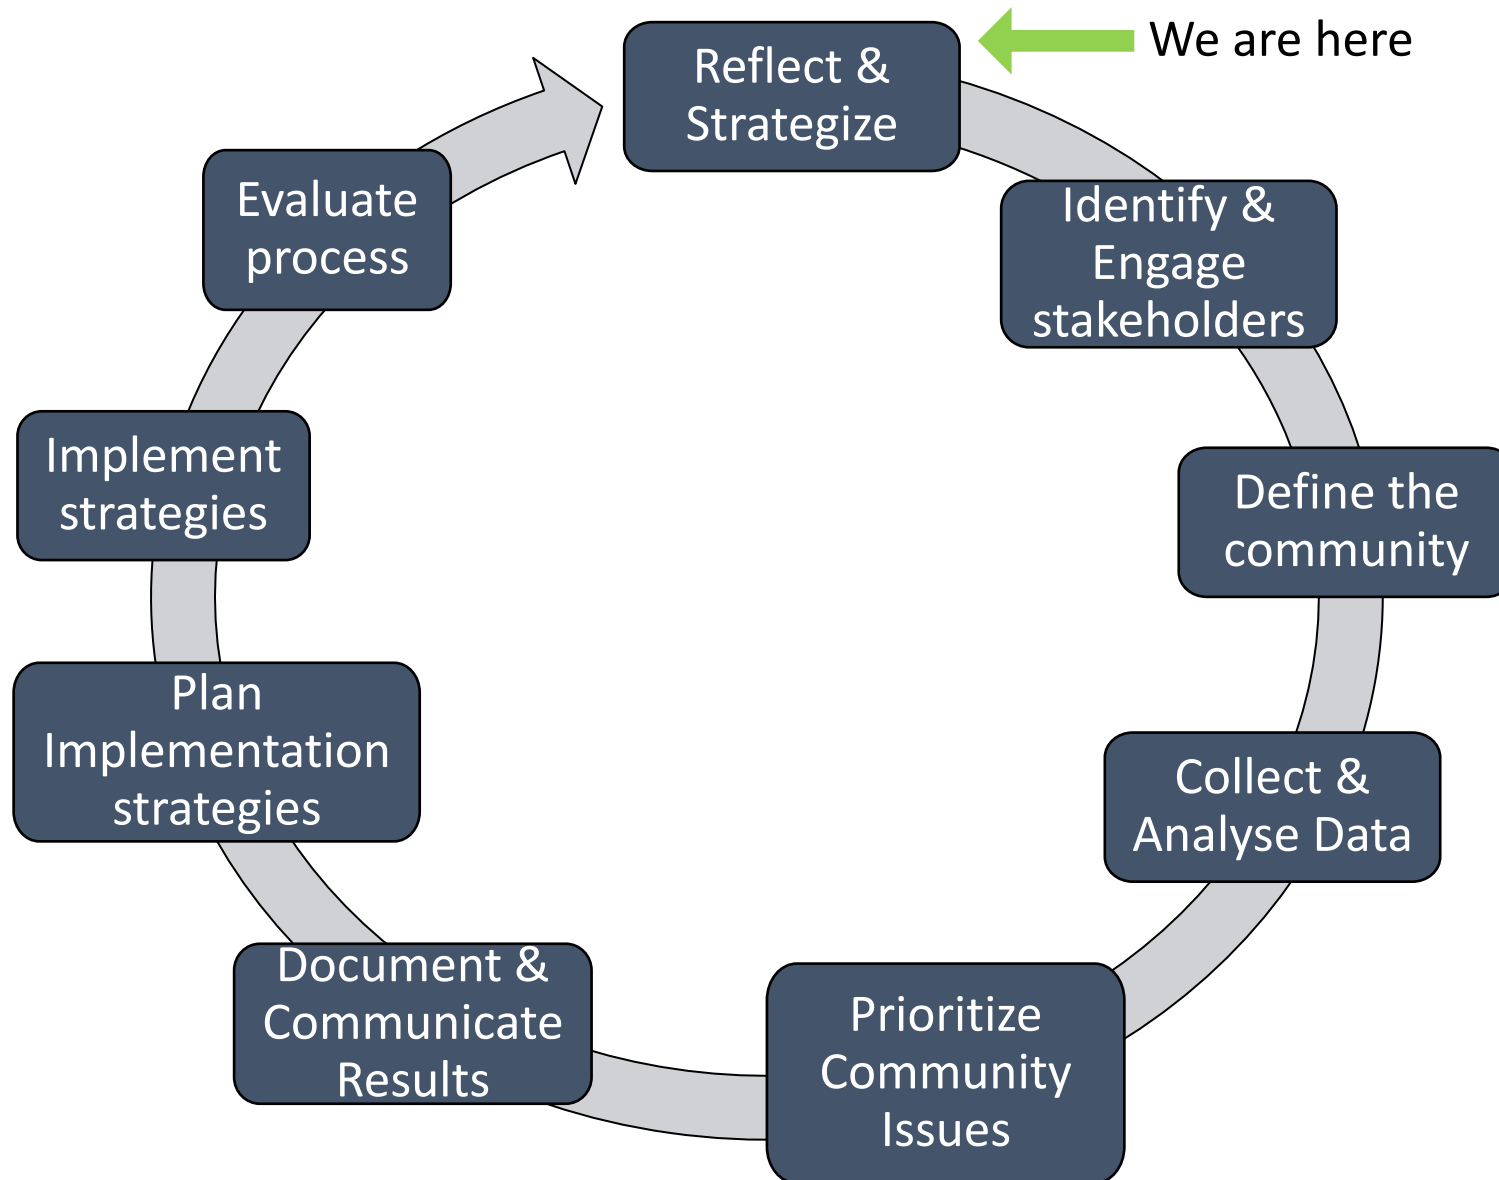 Reflect &
Strategize
We are here
Identify &
Engage
stakeholders
Define the
community
Collect &
Analyse Data
Prioritize
Community
Issues
Document &
Communicate
Results
Plan
Implementation
strategies
Implement
strategies
Evaluate
process